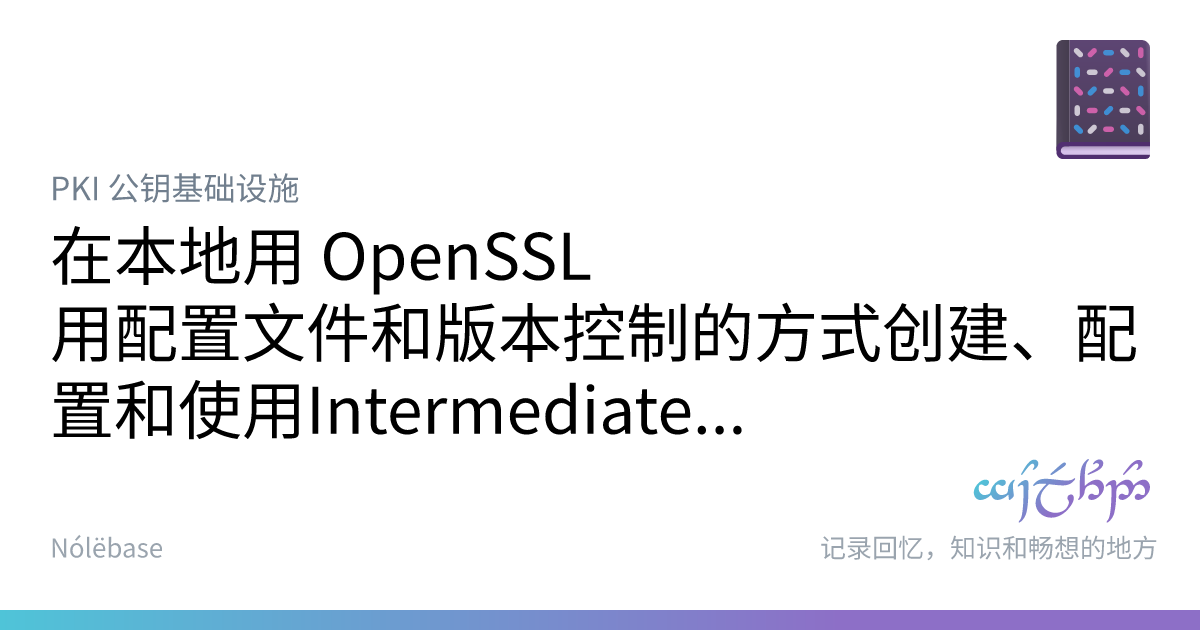 PKI 公钥基础设施
在本地用 OpenSSL
用配置文件和版本控制的方式创建、配
置和使用Intermediate...
Nólëbase
记录回忆，知识和畅想的地方